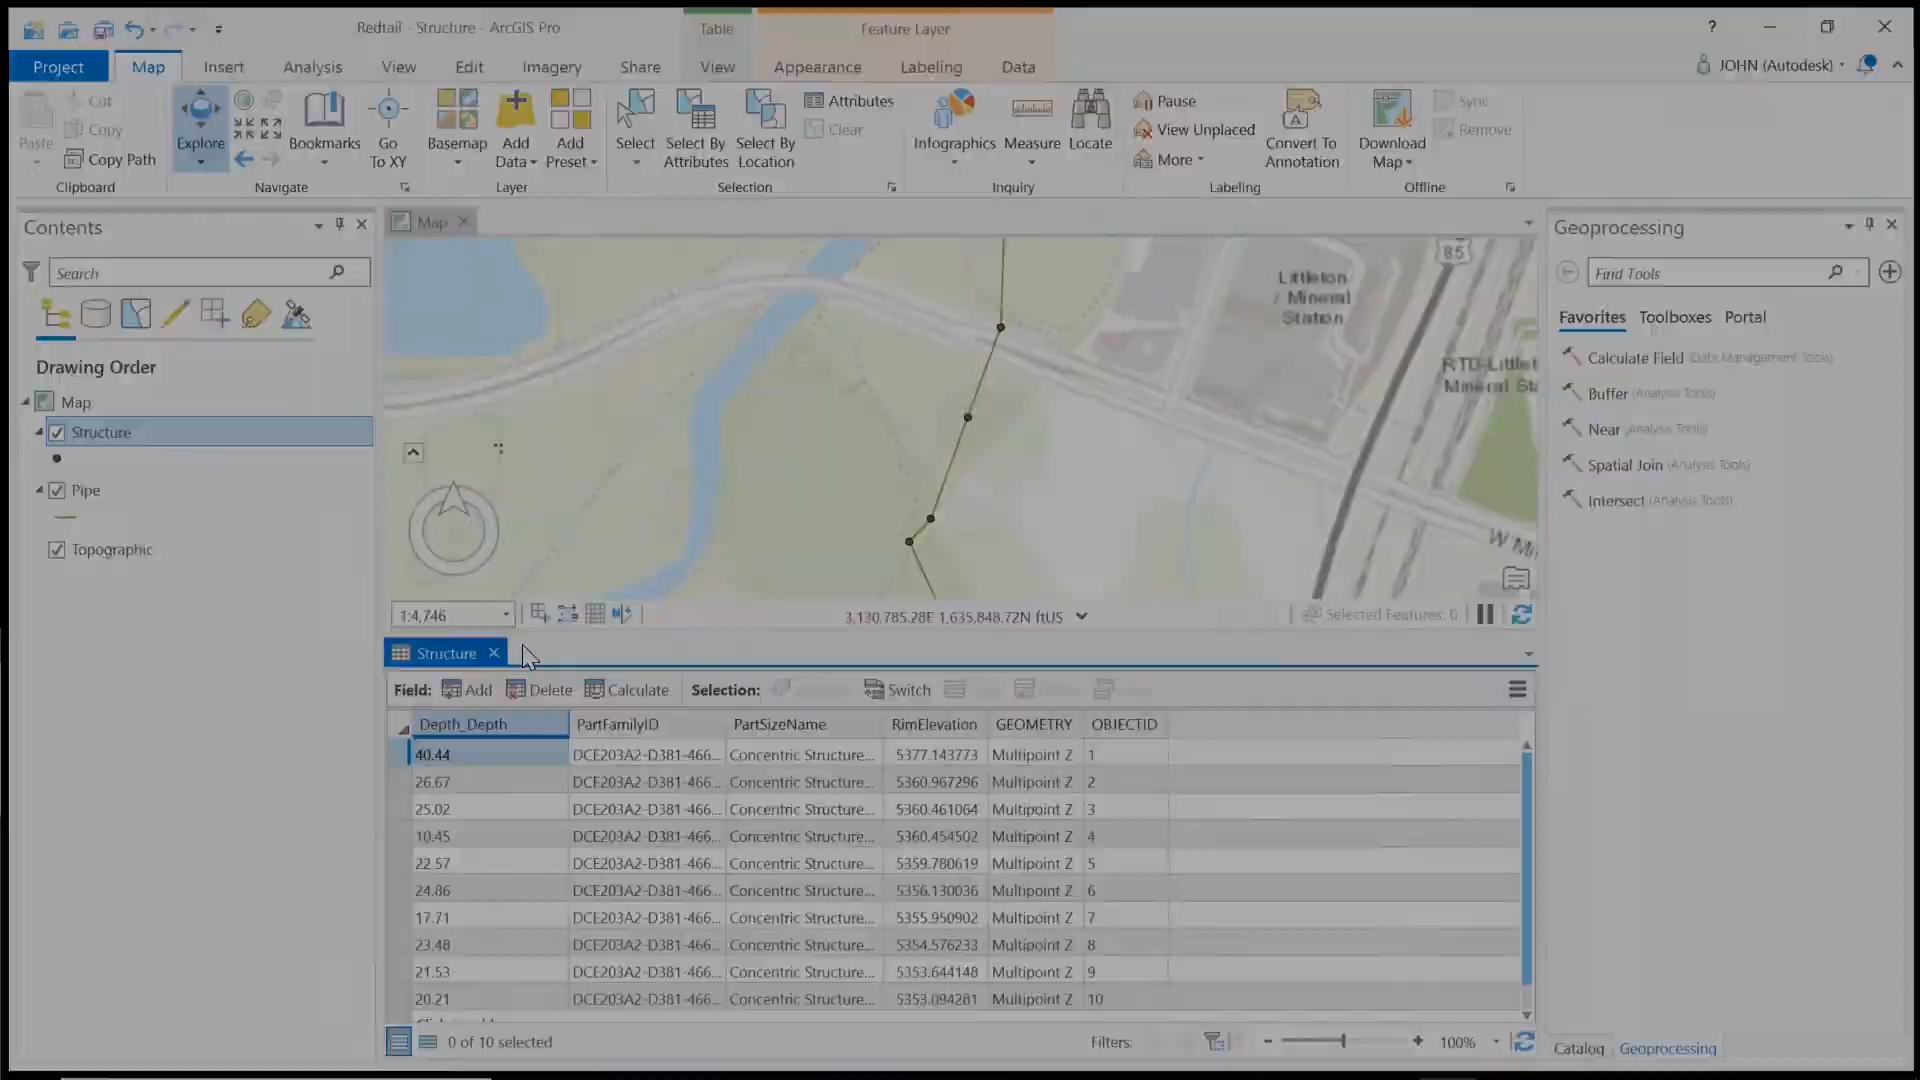 Redtail - Structure - ArcGIS Pro
Table
Feature Layer
?
Project
Map
Insert
Analysis
View
Edit
Imagery
Share
View
Appearance
Labeling
Data
JOHN (Autodesk)
Paste
Cut
Copy
Copy Path
Clipboard
Explore
Bookmarks
Go To XY
Navigate
Basemap
Add Data
Add Preset
Layer
Select
Select By Attributes
Select By Location
Attributes
Clear
Selection
Infographics
Measure
Locate
Inquiry
Pause
View Unplaced
More
Convert To Annotation
Labeling
Download Map
Sync
Remove
Offline
Contents
Search
Drawing Order
Map
Structure
Pipe
Topographic
Map
Littleton
/ Mineral
Station
85
RTD-Littlet
Mineral Sta
W Mi
1:4,746
3,130,785.28E 1,635,848.72N ftUS
Selected Features: 0
Structure
Field: Add Delete Calculate Selection: Switch
Depth_Depth PartFamilyID PartSizeName RimElevation GEOMETRY OBJECTID
40.44 DCE203A2-D381-466... Concentric Structure... 5377.143773 Multipoint Z 1
26.67 DCE203A2-D381-466... Concentric Structure... 5360.967296 Multipoint Z 2
25.02 DCE203A2-D381-466... Concentric Structure... 5360.461064 Multipoint Z 3
10.45 DCE203A2-D381-466... Concentric Structure... 5360.454502 Multipoint Z 4
22.57 DCE203A2-D381-466... Concentric Structure... 5359.780619 Multipoint Z 5
24.86 DCE203A2-D381-466... Concentric Structure... 5356.130036 Multipoint Z 6
17.71 DCE203A2-D381-466... Concentric Structure... 5355.950902 Multipoint Z 7
23.48 DCE203A2-D381-466... Concentric Structure... 5354.576233 Multipoint Z 8
21.53 DCE203A2-D381-466... Concentric Structure... 5353.644148 Multipoint Z 9
20.21 DCE203A2-D381-466... Concentric Structure... 5353.094281 Multipoint Z 10
0 of 10 selected
Filters:
- + 100%
Geoprocessing
Find Tools
Favorites Toolboxes Portal
Calculate Field (Data Management Tools)
Buffer (Analysis Tools)
Near (Analysis Tools)
Spatial Join (Analysis Tools)
Intersect (Analysis Tools)
Catalog Geoprocessing